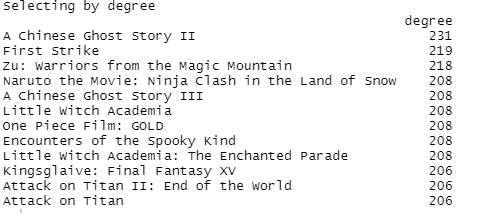 Selecting by degree
degree
A Chinese Ghost Story II 231
First Strike 219
Zu: Warriors from the Magic Mountain 218
Naruto the Movie: Ninja Clash in the Land of Snow 208
A Chinese Ghost Story III 208
Little Witch Academia 208
One Piece Film: GOLD 208
Encounters of the Spooky Kind 208
Little Witch Academia: The Enchanted Parade 208
Kingsglaive: Final Fantasy XV 206
Attack on Titan II: End of the World 206
Attack on Titan 206